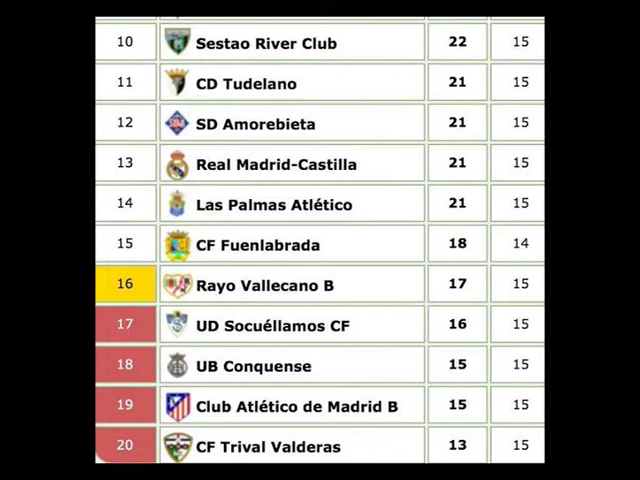 10 Sestao River Club 22 15
11 CD Tudelano 21 15
12 SD Amorebieta 21 15
13 Real Madrid-Castilla 21 15
14 Las Palmas Atlético 21 15
15 CF Fuenlabrada 18 14
16 Rayo Vallecano B 17 15
17 UD Socuéllamos CF 16 15
18 UB Conquense 15 15
19 Club Atlético de Madrid B 15 15
20 CF Trival Valderas 13 15